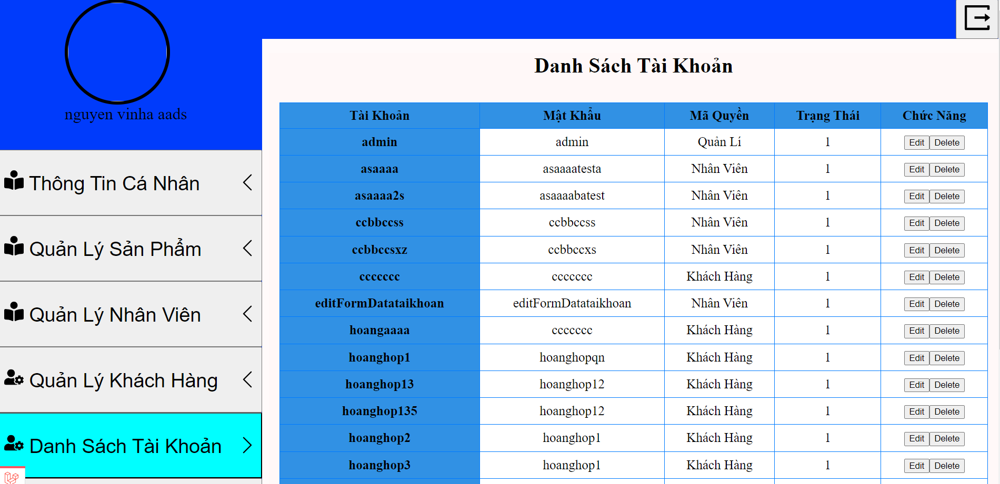 nguyen vinha aads
Thông Tin Cá Nhân
Quản Lý Sản Phẩm
Quản Lý Nhân Viên
Quản Lý Khách Hàng
Danh Sách Tài Khoản
Danh Sách Tài Khoản
Tài Khoản Mật Khẩu Mã Quyền Trạng Thái Chức Năng
admin admin Quản Lí 1 Edit Delete
asaaaa asaaaatesta Nhân Viên 1 Edit Delete
asaaaa2s asaaaabatest Nhân Viên 1 Edit Delete
ccbbccss ccbbccss Nhân Viên 1 Edit Delete
ccbbccsxz ccbbccxs Nhân Viên 1 Edit Delete
ccccccc ccccccc Khách Hàng 1 Edit Delete
editFormDatataikhoan editFormDatataikhoan Nhân Viên 1 Edit Delete
hoangaaaa ccccccc Khách Hàng 1 Edit Delete
hoanghop1 hoanghopqn Khách Hàng 1 Edit Delete
hoanghop13 hoanghop12 Khách Hàng 1 Edit Delete
hoanghop135 hoanghop12 Khách Hàng 1 Edit Delete
hoanghop2 hoanghop1 Khách Hàng 1 Edit Delete
hoanghop3 hoanghop1 Khách Hàng 1 Edit Delete